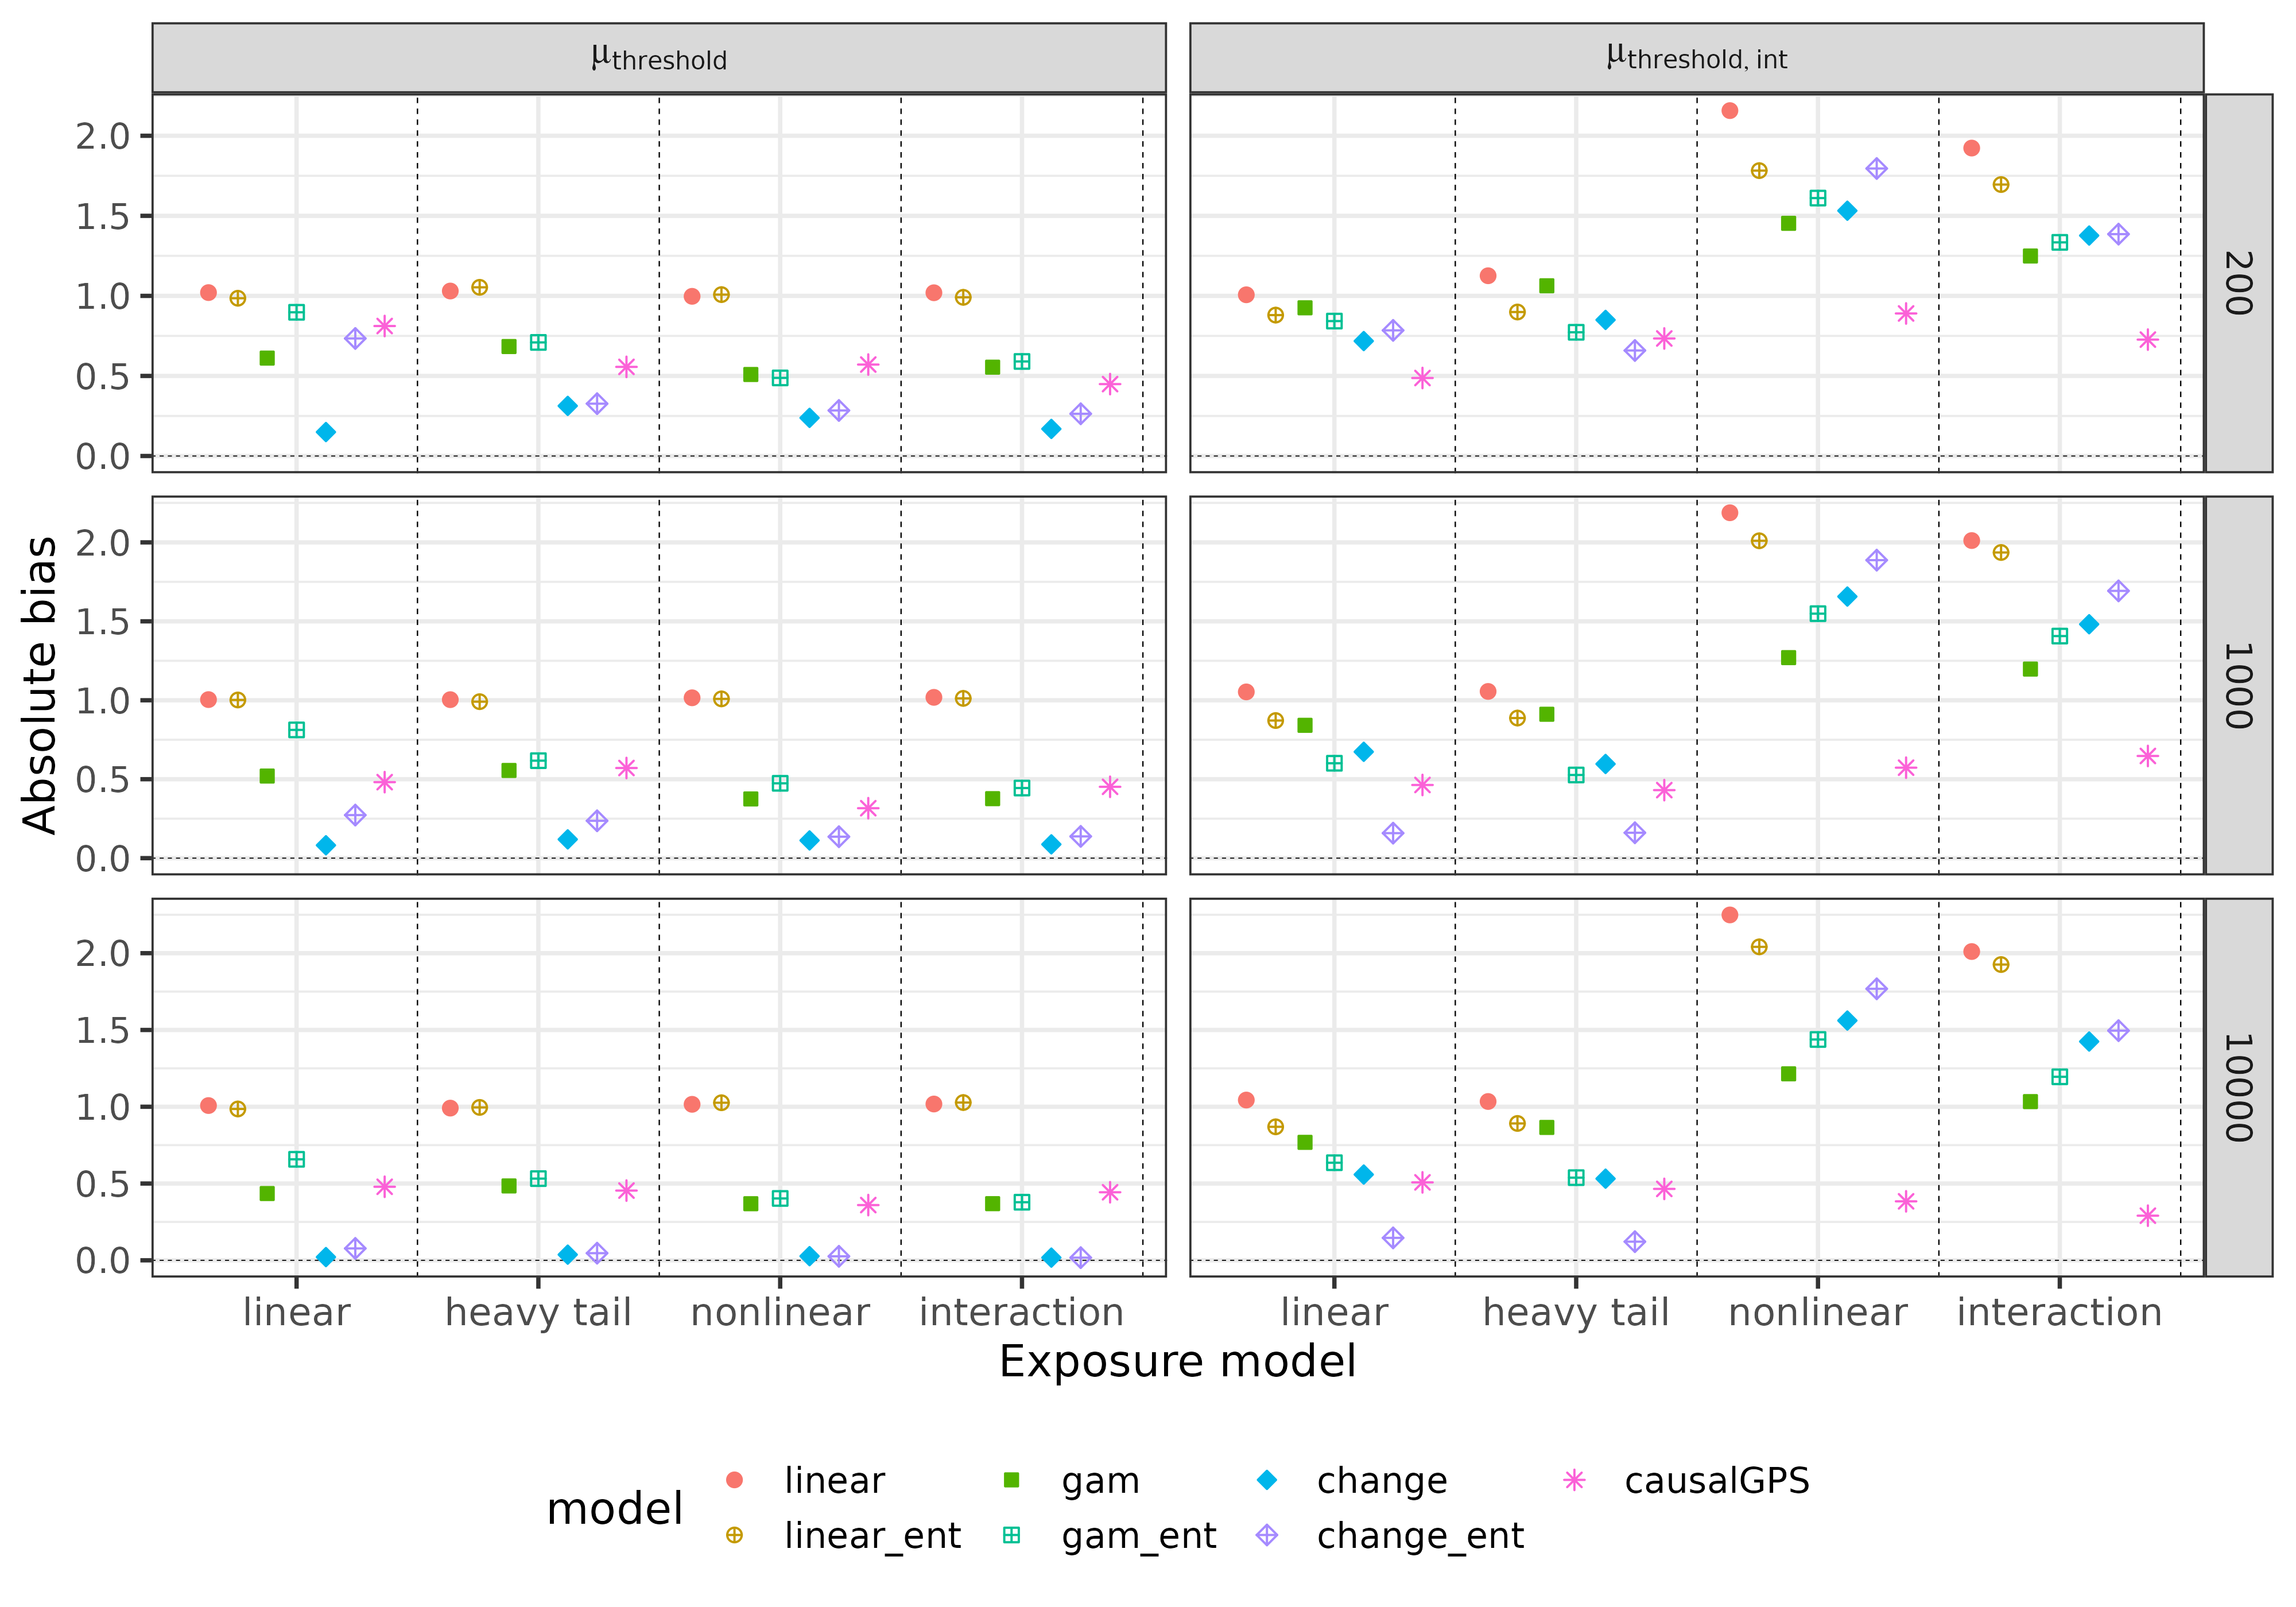 μthreshold
μthreshold, int
2.0
1.5
1.0
0.5
0.0
200
2.0
1.5
1.0
0.5
0.0
1000
2.0
1.5
1.0
0.5
0.0
10000
Absolute bias
linear heavy tail nonlinear interaction
linear heavy tail nonlinear interaction
Exposure model
model
linear gam change causalGPS
linear_ent gam_ent change_ent